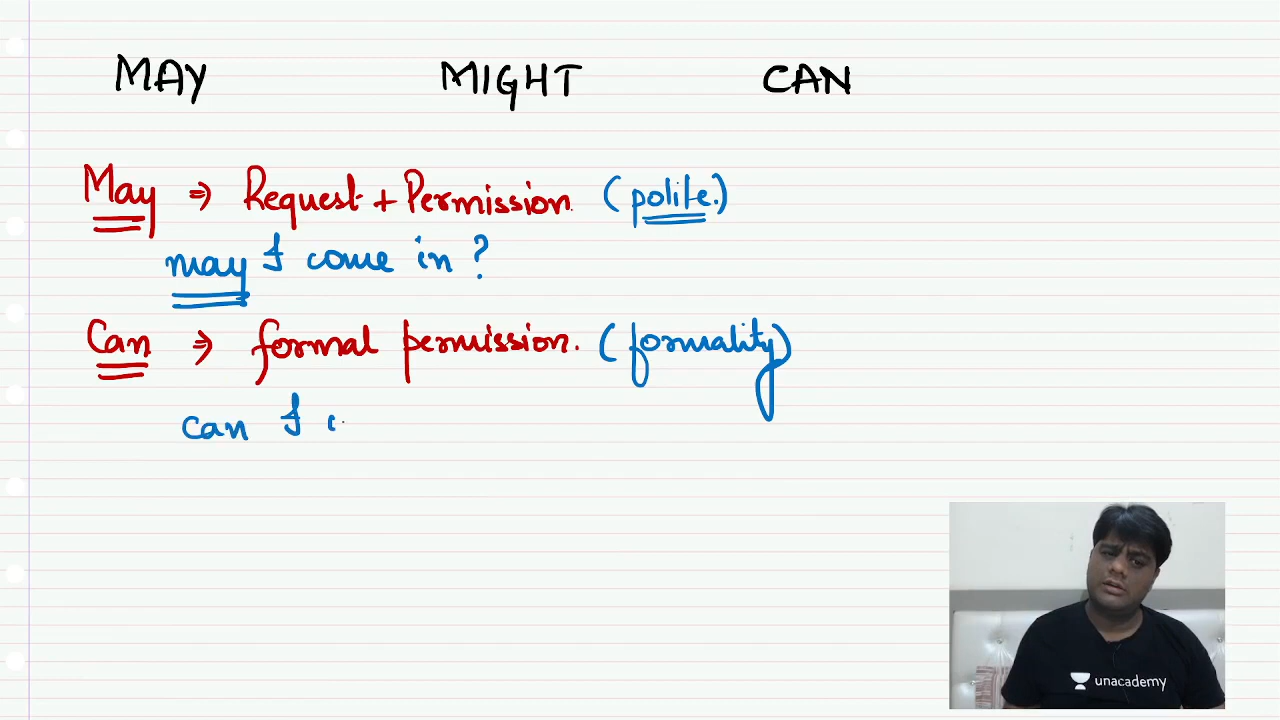 MAY MIGHT CAN
May ⇒ Request + Permission (polite.)
may I come in ?
Can ⇒ formal permission. (formality)
can I c
unacademy